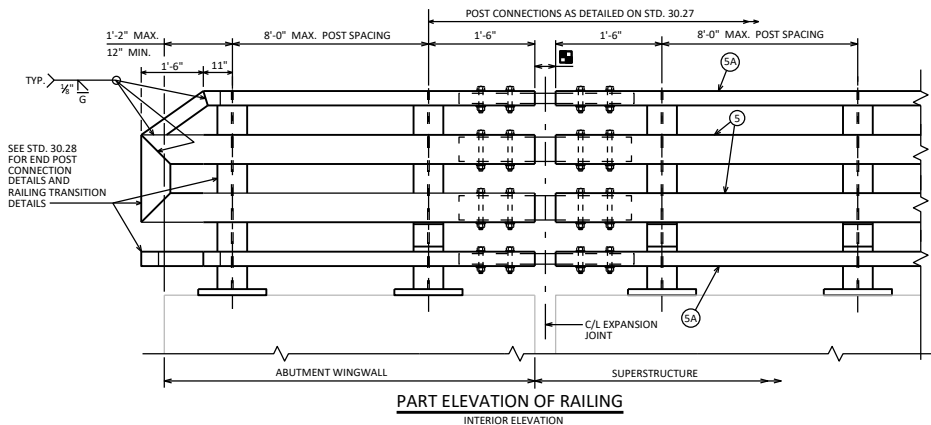 POST CONNECTIONS AS DETAILED ON STD. 30.27
1'-2" MAX.
12" MIN.
8'-0" MAX. POST SPACING
1'-6"
1'-6"
8'-0" MAX. POST SPACING
1'-6"
11"
TYP.
1/8"
G
5A
5
SEE STD. 30.28
FOR END POST
CONNECTION
DETAILS AND
RAILING TRANSITION
DETAILS
5A
C/L EXPANSION
JOINT
ABUTMENT WINGWALL
SUPERSTRUCTURE
PART ELEVATION OF RAILING
INTERIOR ELEVATION